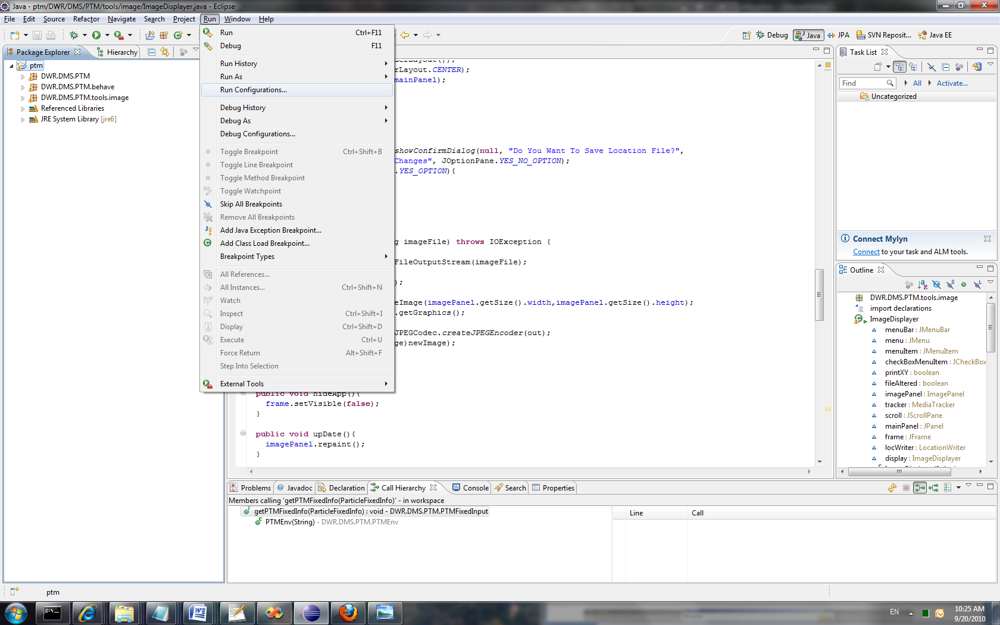 Java - ptm/DWR/DMS/PTM/tools/image/ImageDisplayer.java - Eclipse
File Edit Source Refactor Navigate Search Project Run Window Help
Debug Java JPA SVN Reposit... Java EE
Package Explorer Hierarchy
ptm
DWR.DMS.PTM
DWR.DMS.PTM.behave
DWR.DMS.PTM.tools.image
Referenced Libraries
JRE System Library [jre6]
Run Ctrl+F11
Debug F11
Run History
Run As
Run Configurations...
Debug History
Debug As
Debug Configurations...
Toggle Breakpoint Ctrl+Shift+B
Toggle Line Breakpoint
Toggle Method Breakpoint
Toggle Watchpoint
Skip All Breakpoints
Remove All Breakpoints
Add Java Exception Breakpoint...
Add Class Load Breakpoint...
Breakpoint Types
All References...
All Instances... Ctrl+Shift+N
Watch
Inspect Ctrl+Shift+I
Display Ctrl+Shift+D
Execute Ctrl+U
Force Return Alt+Shift+F
Step Into Selection
External Tools
derLayout());
rLayout.CENTER);
mainPanel);
showConfirmDialog(null, "Do You Want To Save Location File?",
Changes", JOptionPane.YES_NO_OPTION);
.YES_OPTION){
g imageFile) throws IOException {
FileOutputStream(imageFile);
);
eImage(imagePanel.getSize().width,imagePanel.getSize().height);
.getGraphics();
JPEGCodec.createJPEGEncoder(out);
ge)newImage);
public void hideApp(){
frame.setVisible(false);
}
public void upDate(){
imagePanel.repaint();
}
Task List
Find All Activate...
Uncategorized
Connect Mylyn
Connect to your task and ALM tools.
Outline
DWR.DMS.PTM.tools.image
import declarations
ImageDisplayer
menuBar : JMenuBar
menu : JMenu
menuItem : JMenuItem
checkBoxMenuItem : JCheckBox
printXY : boolean
fileAltered : boolean
imagePanel : ImagePanel
tracker : MediaTracker
scroll : JScrollPane
mainPanel : JPanel
frame : JFrame
locWriter : LocationWriter
display : ImageDisplayer
Problems @ Javadoc Declaration Call Hierarchy Console Search Properties
Members calling 'getPTMFixedInfo(ParticleFixedInfo)' - in workspace
getPTMFixedInfo(ParticleFixedInfo) : void - DWR.DMS.PTM.PTMFixedInput
PTMEnv(String) - DWR.DMS.PTM.PTMEnv
Line Call
ptm
EN
10:25 AM
9/20/2010